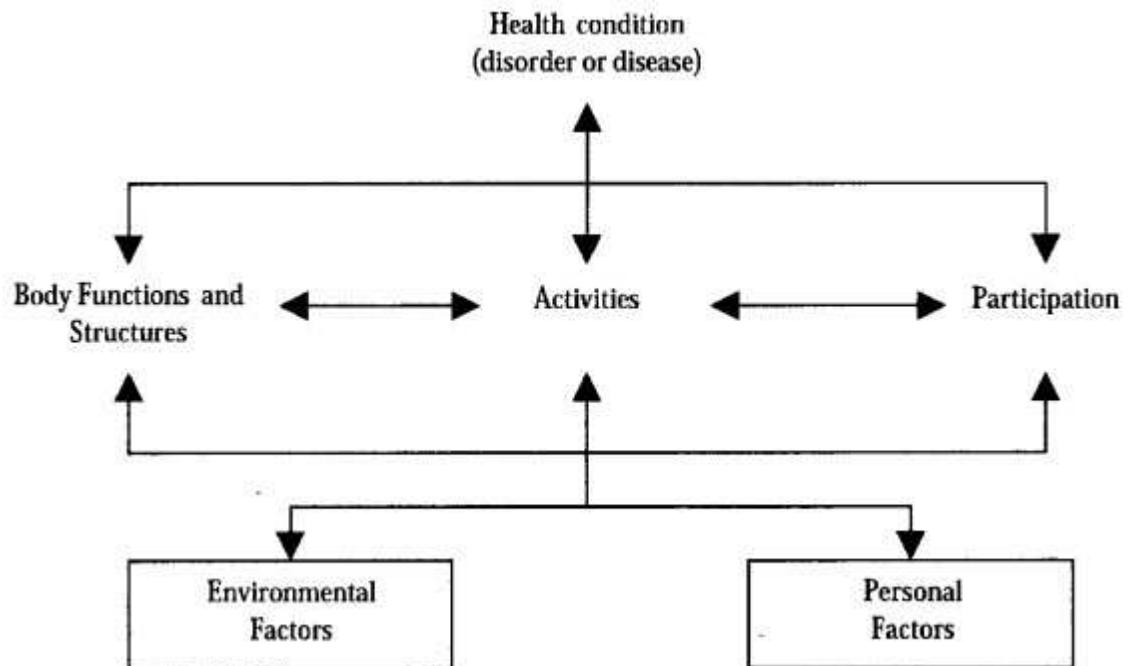 Health condition
(disorder or disease)
Body Functions and
Structures
Activities
Participation
Environmental
Factors
Personal
Factors